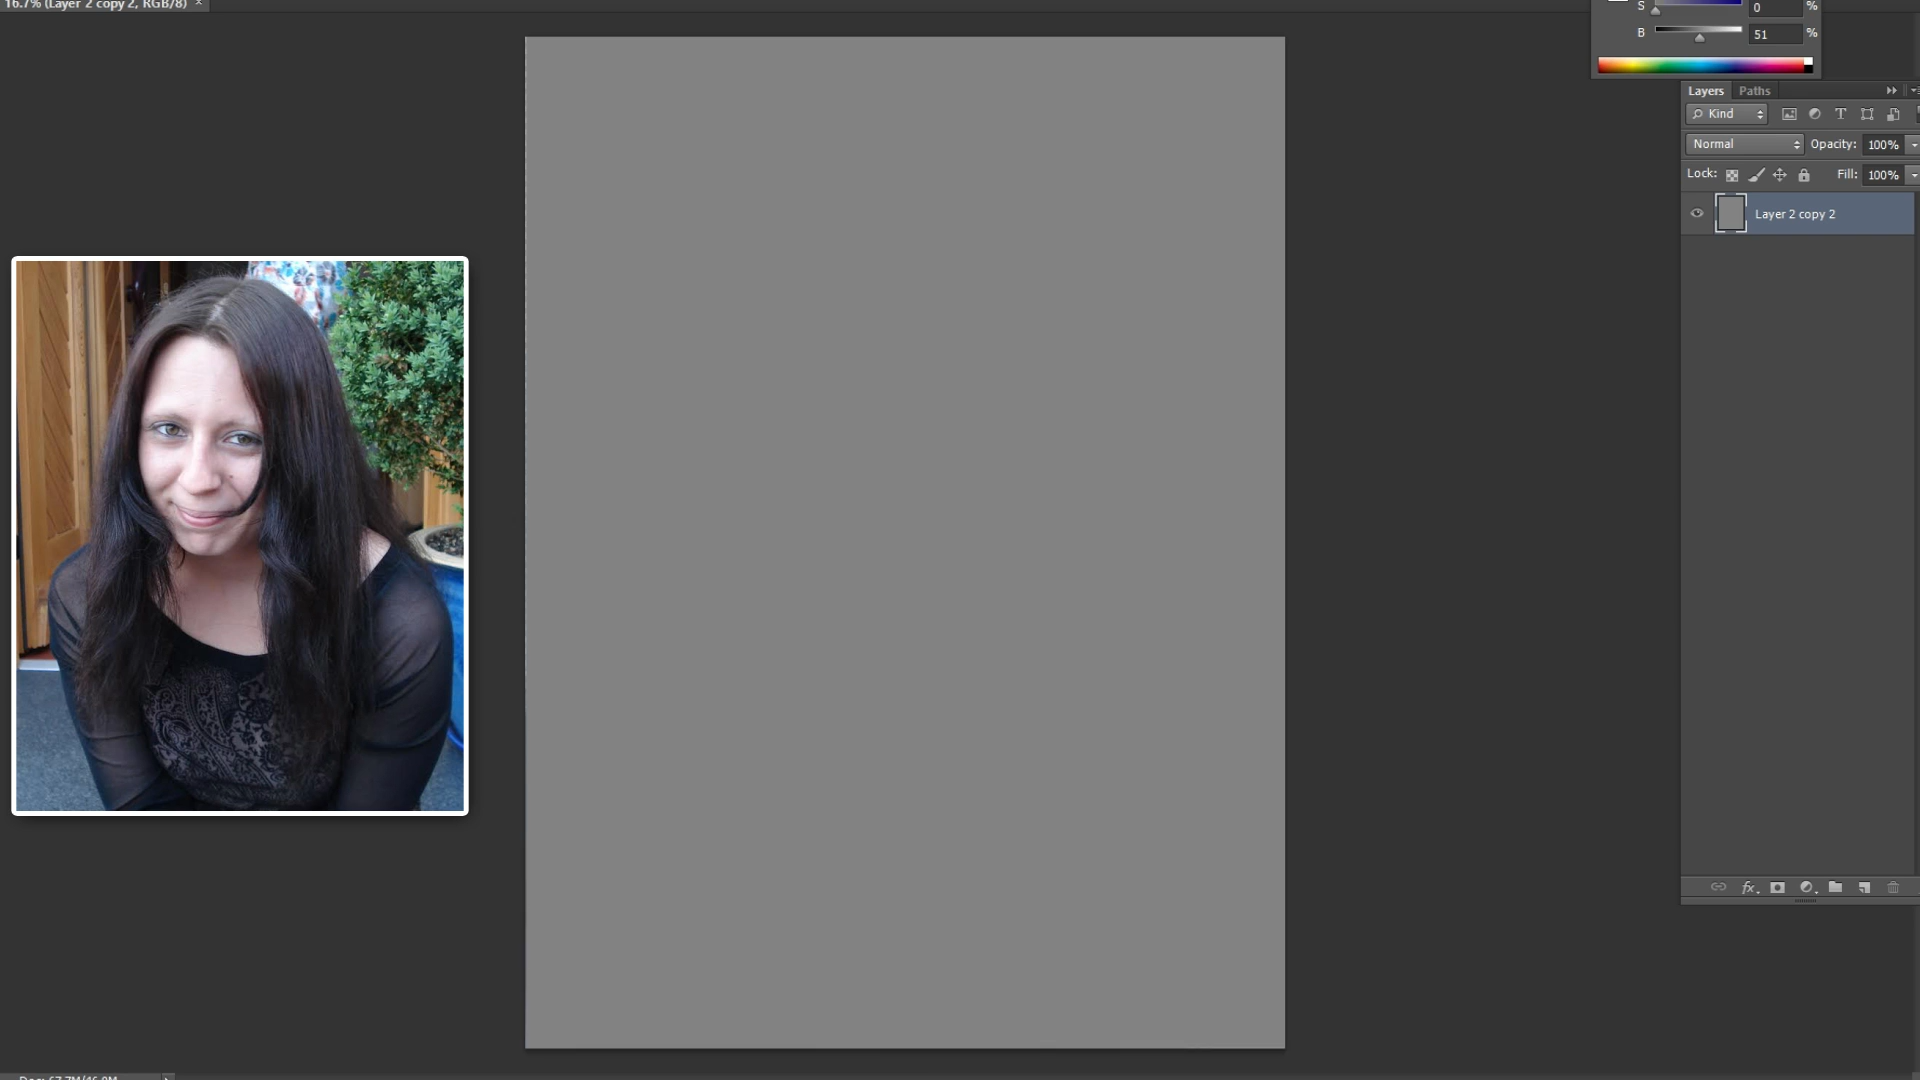 16.7% (Layer 2 copy 2, RGB/8) ×
S 0 %
B 51 %
Layers Paths
Kind
Normal Opacity: 100%
Lock: Fill: 100%
Layer 2 copy 2
fx